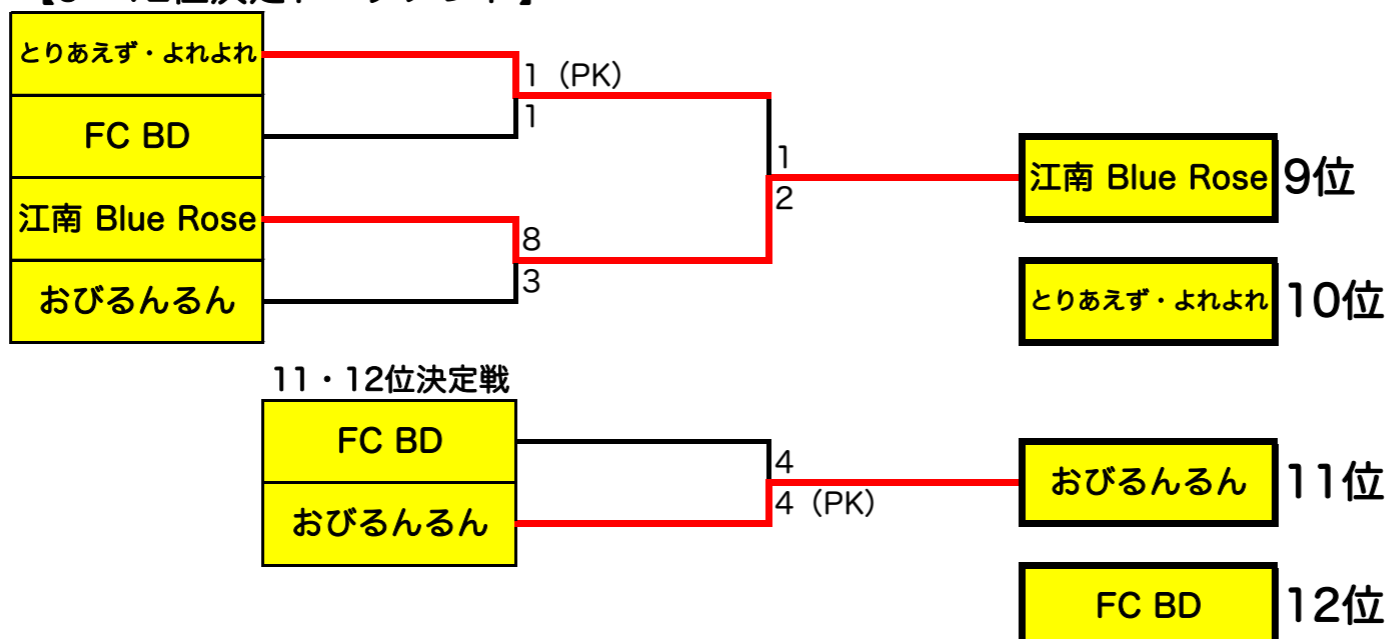 とりあえず・よれよれ
FC BD
江南 Blue Rose
おびるんるん
1（PK）
1
8
3
1
2
江南 Blue Rose 9位
とりあえず・よれよれ 10位
11・12位決定戦
FC BD
おびるんるん
4
4（PK）
おびるんるん 11位
FC BD 12位